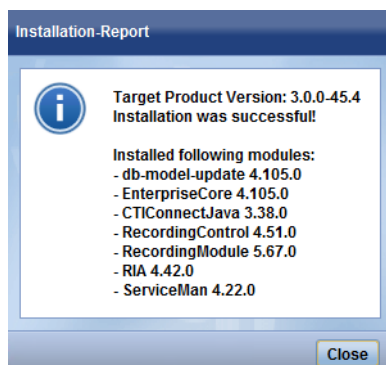 Installation-Report
Target Product Version: 3.0.0-45.4
Installation was successful!
Installed following modules:
- db-model-update 4.105.0
- EnterpriseCore 4.105.0
- CTIConnectJava 3.38.0
- RecordingControl 4.51.0
- RecordingModule 5.67.0
- RIA 4.42.0
- ServiceMan 4.22.0
Close